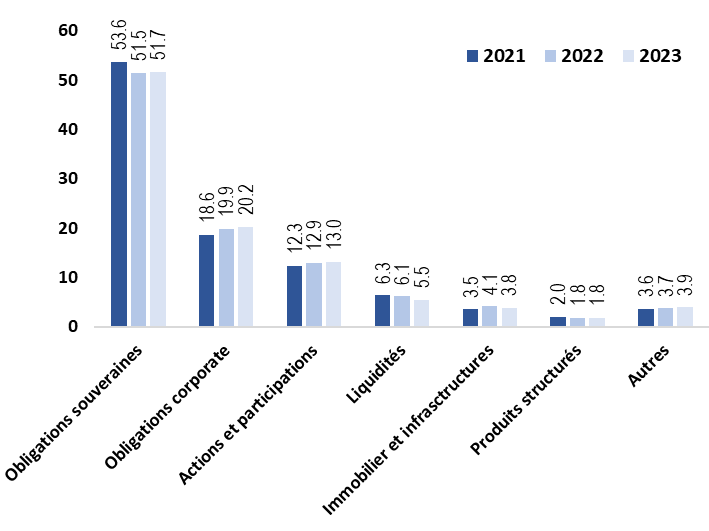 60
50
40
30
20
10
0
2021 2022 2023
53.6 51.5 51.7
18.6 19.9 20.2
12.3 12.9 13.0
6.3 6.1 5.5
3.5 4.1 3.8
2.0 1.8 1.8
3.6 3.7 3.9
Obligations souveraines
Obligations corporate
Actions et participations
Liquidités
Immobilier et infrasctructures
Produits structurés
Autres